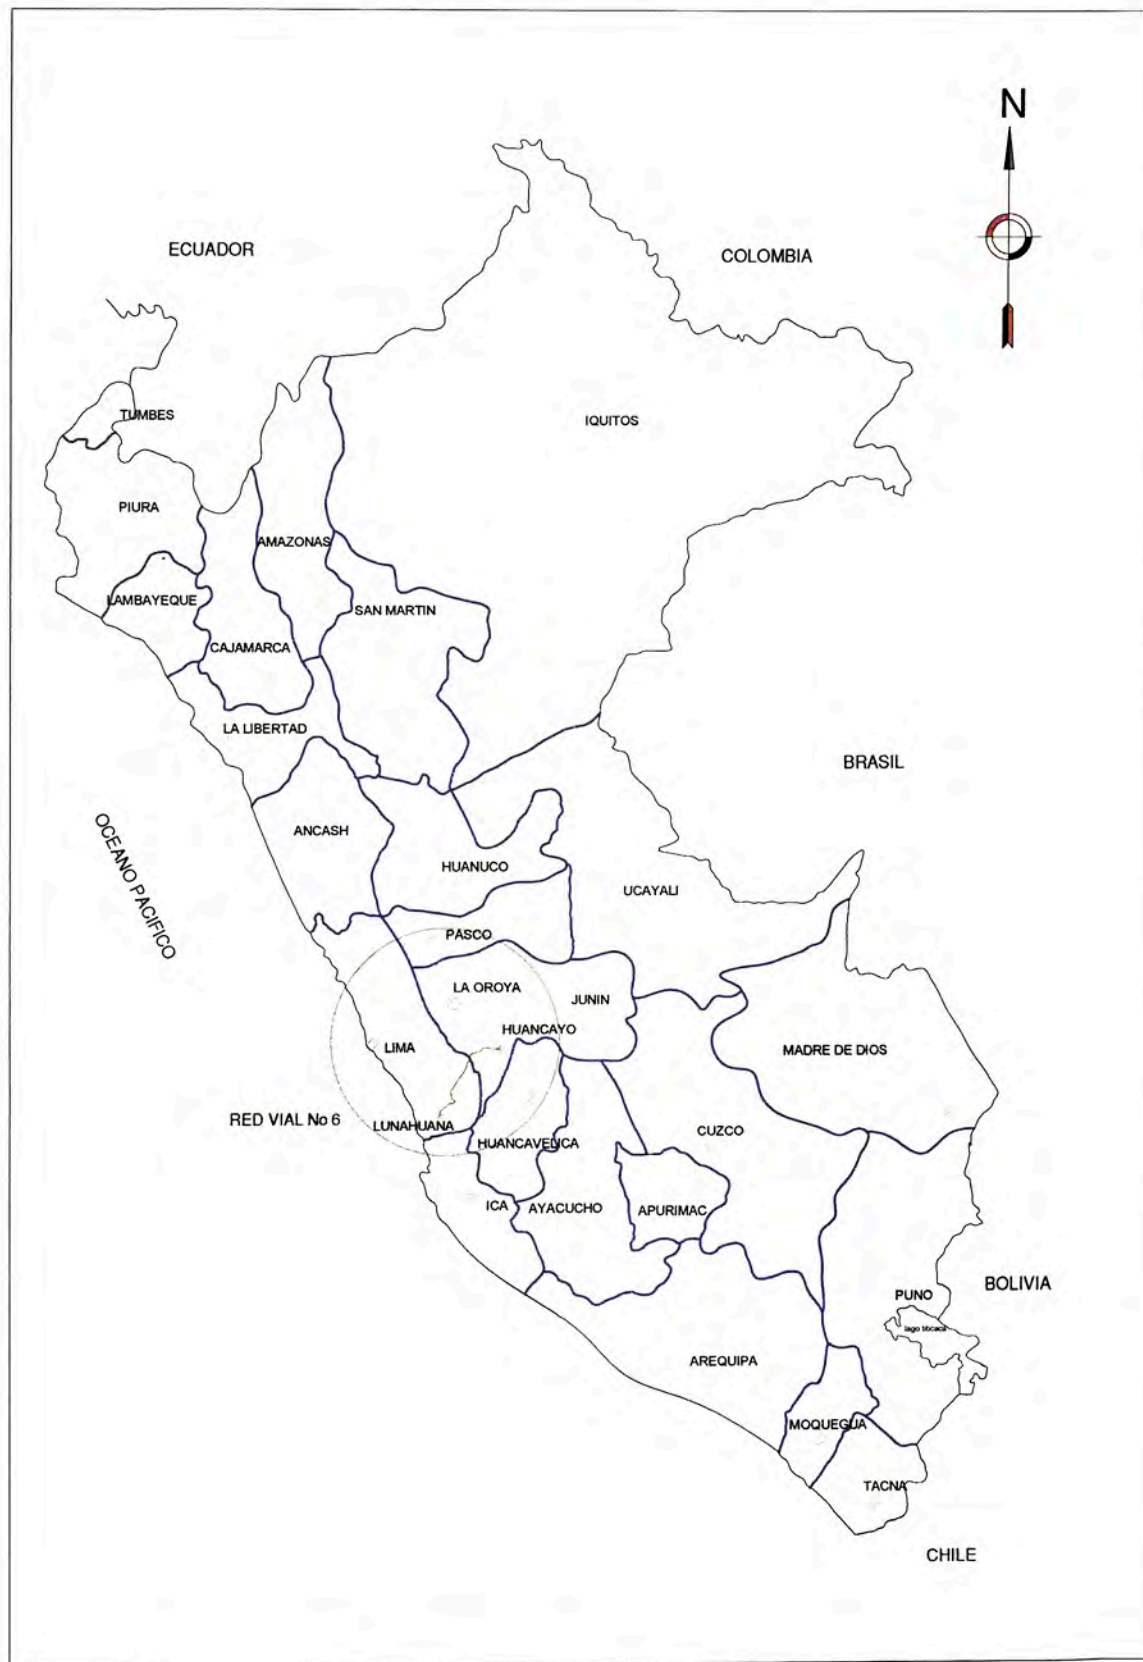 N
ECUADOR
COLOMBIA
TUMBES
IQUITOS
PIURA
AMAZONAS
LAMBAYEQUE
SAN MARTIN
CAJAMARCA
LA LIBERTAD
BRASIL
OCEANO PACIFICO
ANCASH
HUANUCO
UCAYALI
PASCO
LA OROYA
JUNIN
HUANCAYO
LIMA
MADRE DE DIOS
RED VIAL No 6
LUNAHUANA
CUZCO
HUANCAVELICA
ICA
AYACUCHO
APURIMAC
BOLIVIA
PUNO
lago titicaca
AREQUIPA
MOQUEGUA
TACNA
CHILE